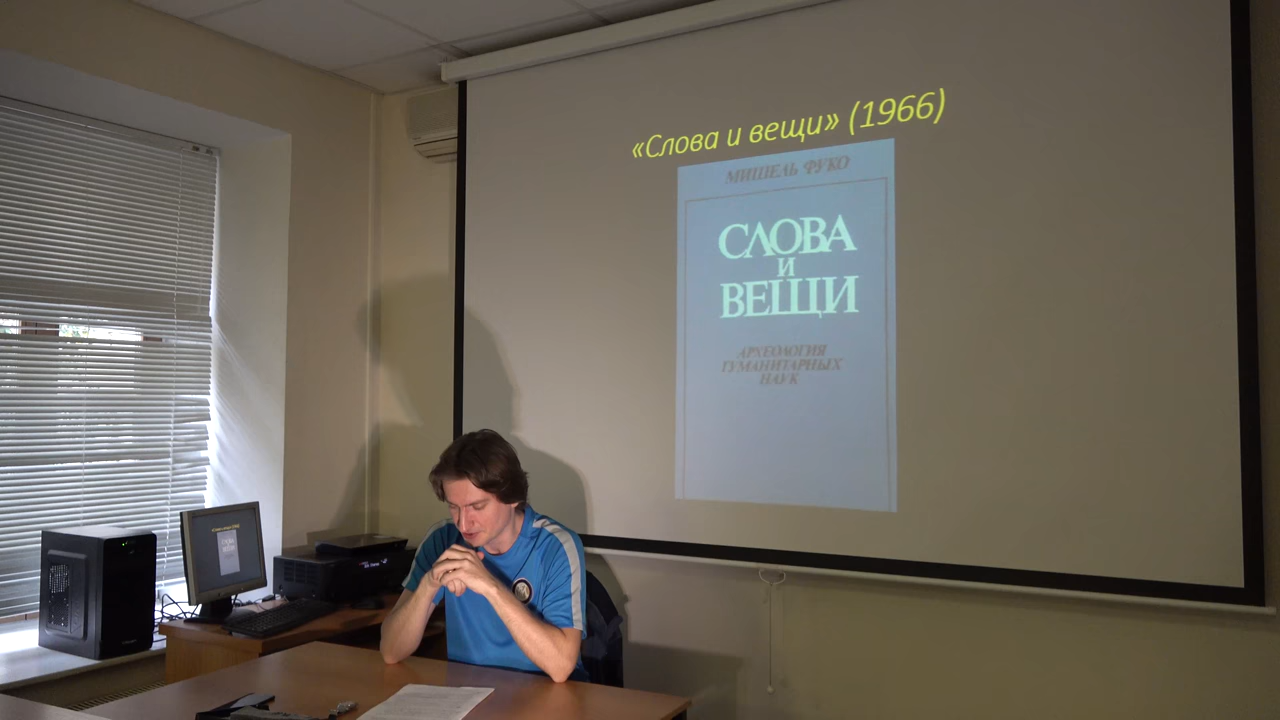 «Слова и вещи» (1966)
МИШЕЛЬ ФУКО
СЛОВА
И
ВЕЩИ
АРХЕОЛОГИЯ
ГУМАНИТАРНЫХ
НАУК